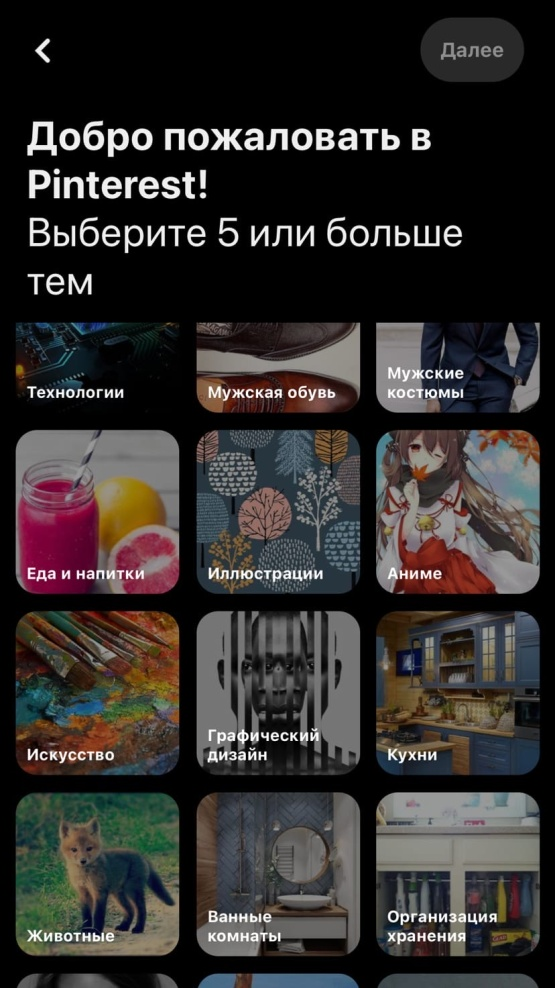 Далее
Добро пожаловать в
Pinterest!
Выберите 5 или больше
тем
Технологии
Мужская обувь
Мужские
костюмы
Еда и напитки
Иллюстрации
Аниме
Искусство
Графический
дизайн
Кухни
Животные
Ванные
комнаты
Организация
хранения